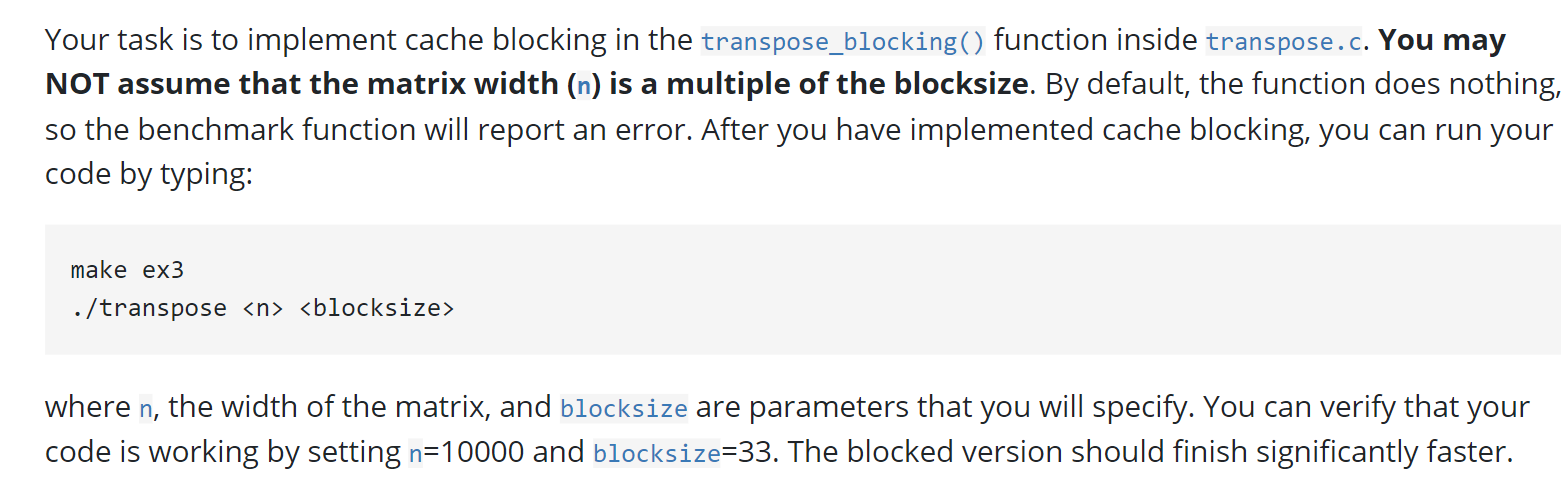 Your task is to implement cache blocking in the transpose_blocking() function inside transpose.c. You may
NOT assume that the matrix width (n) is a multiple of the blocksize. By default, the function does nothing,
so the benchmark function will report an error. After you have implemented cache blocking, you can run your
code by typing:
make ex3
./transpose <n> <blocksize>
where n, the width of the matrix, and blocksize are parameters that you will specify. You can verify that your
code is working by setting n=10000 and blocksize=33. The blocked version should finish significantly faster.